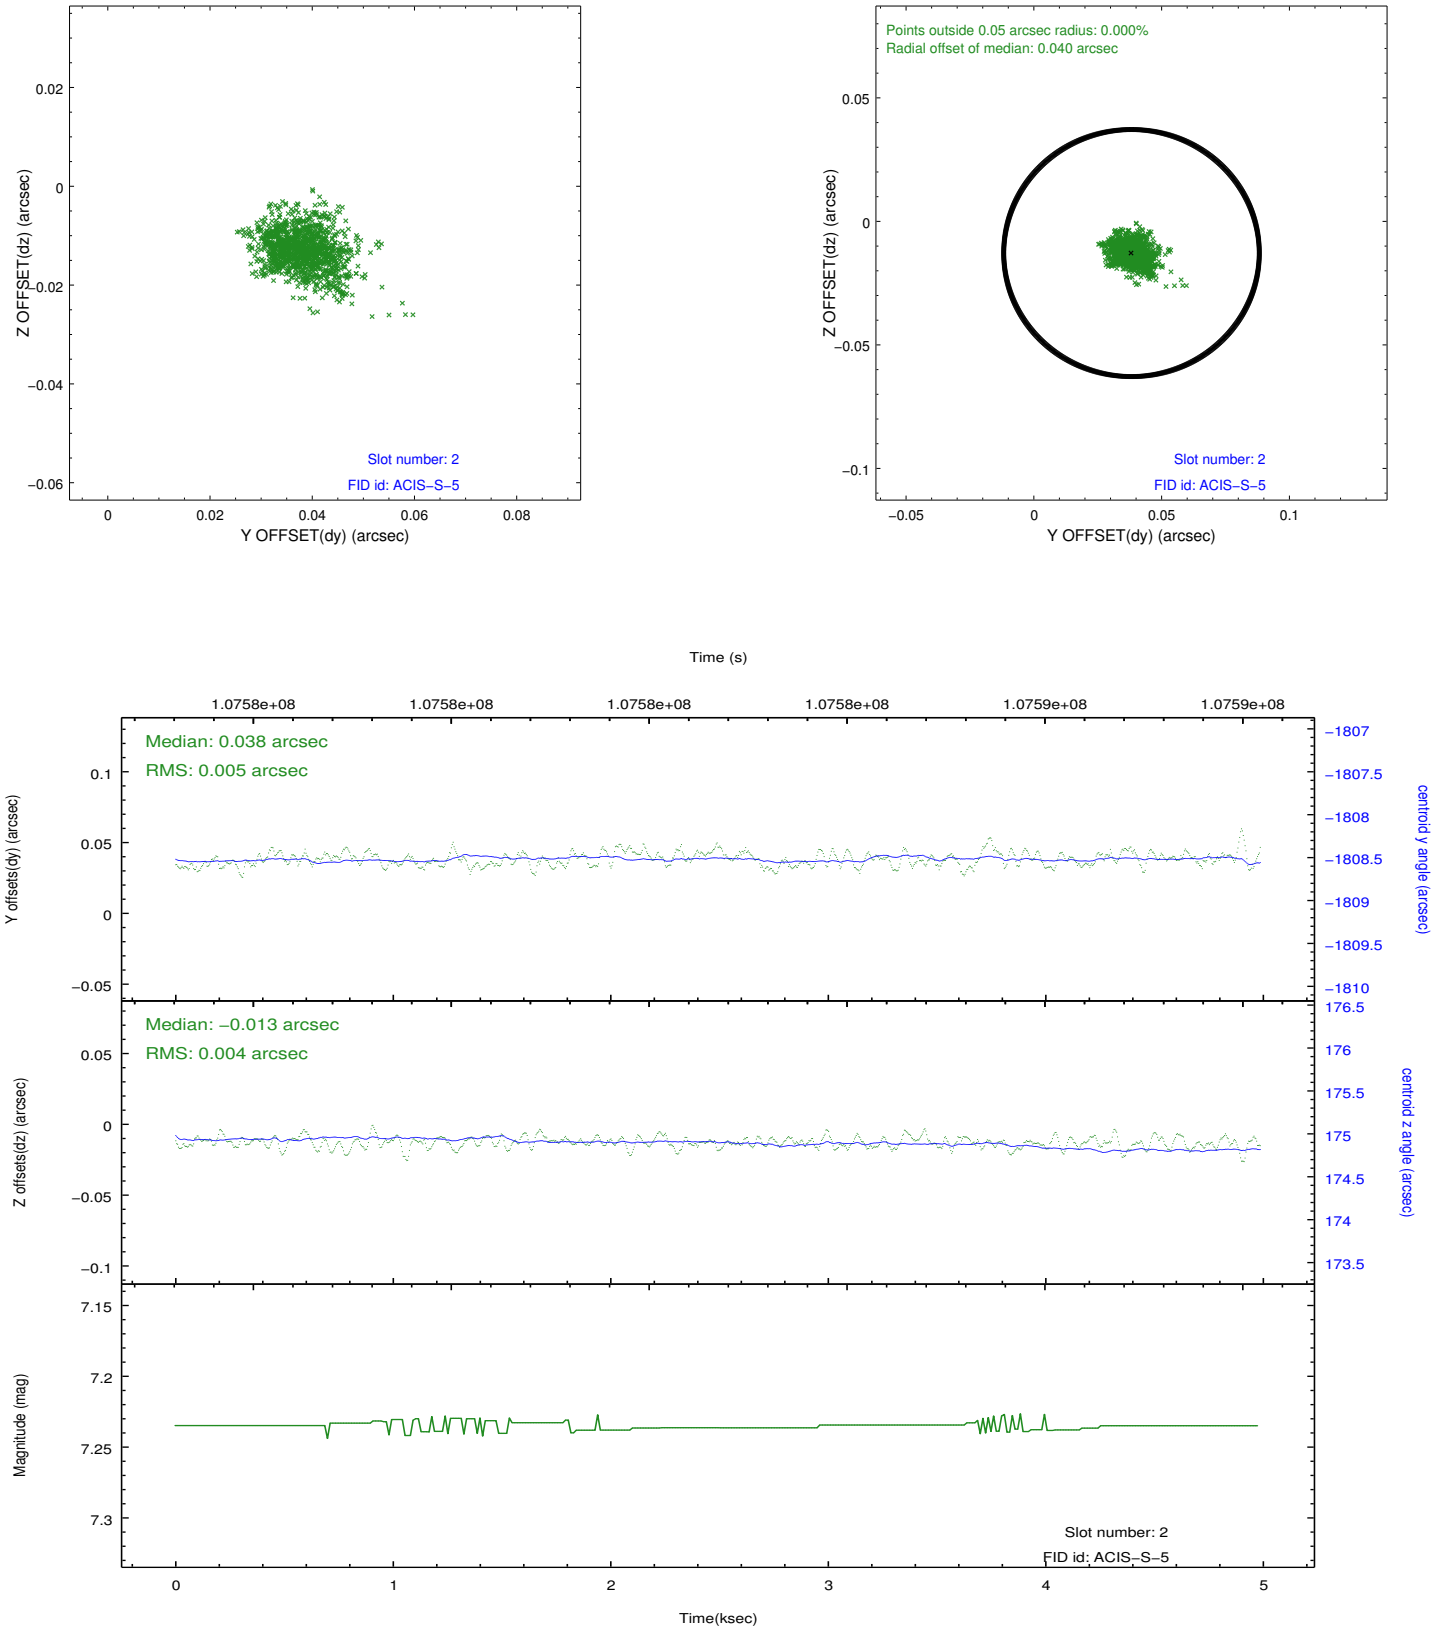 Points outside 0.05 arcsec radius: 0.000%
Radial offset of median: 0.040 arcsec
0.02
0
−0.02
−0.04
−0.06
Z OFFSET(dz) (arcsec)
Slot number: 2
FID id: ACIS−S−5
0 0.02 0.04 0.06 0.08
Y OFFSET(dy) (arcsec)
0.05
0
−0.05
−0.1
Z OFFSET(dz) (arcsec)
Slot number: 2
FID id: ACIS−S−5
−0.05 0 0.05 0.1
Y OFFSET(dy) (arcsec)
Time (s)
1.0758e+08 1.0758e+08 1.0758e+08 1.0758e+08 1.0759e+08 1.0759e+08
Median: 0.038 arcsec
RMS: 0.005 arcsec
0.1
0.05
0
−0.05
Y offsets(dy) (arcsec)
−1807
−1807.5
−1808
−1808.5
−1809
−1809.5
−1810
centroid y angle (arcsec)
Median: −0.013 arcsec
RMS: 0.004 arcsec
0.05
0
−0.05
−0.1
Z offsets(dz) (arcsec)
176.5
176
175.5
175
174.5
174
173.5
centroid z angle (arcsec)
7.15
7.2
7.25
7.3
Magnitude (mag)
Slot number: 2
FID id: ACIS−S−5
0 1 2 3 4 5
Time(ksec)